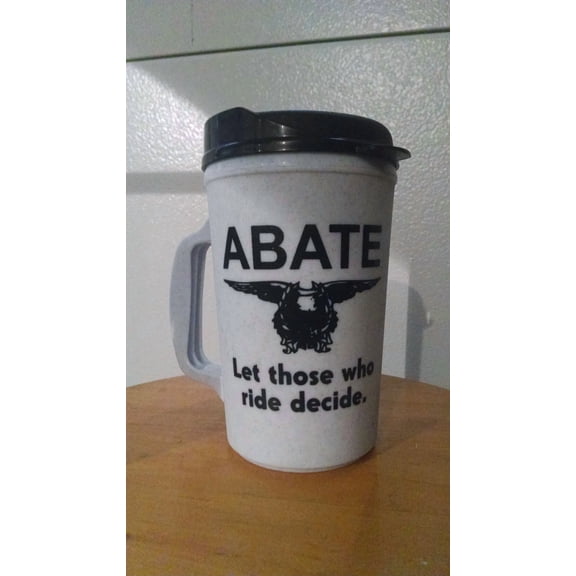 ABATE
Let those who
ride decide.